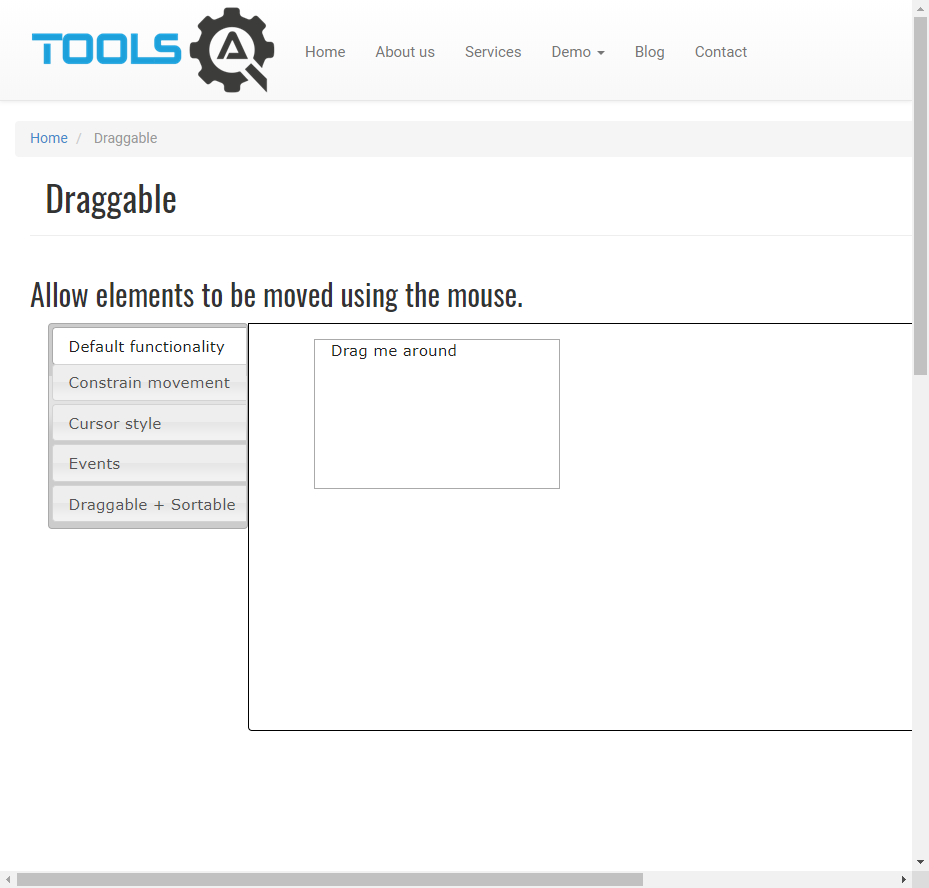 TOOLS QA
Home About us Services Demo Blog Contact
Home / Draggable
Draggable
Allow elements to be moved using the mouse.
Default functionality
Constrain movement
Cursor style
Events
Draggable + Sortable
Drag me around